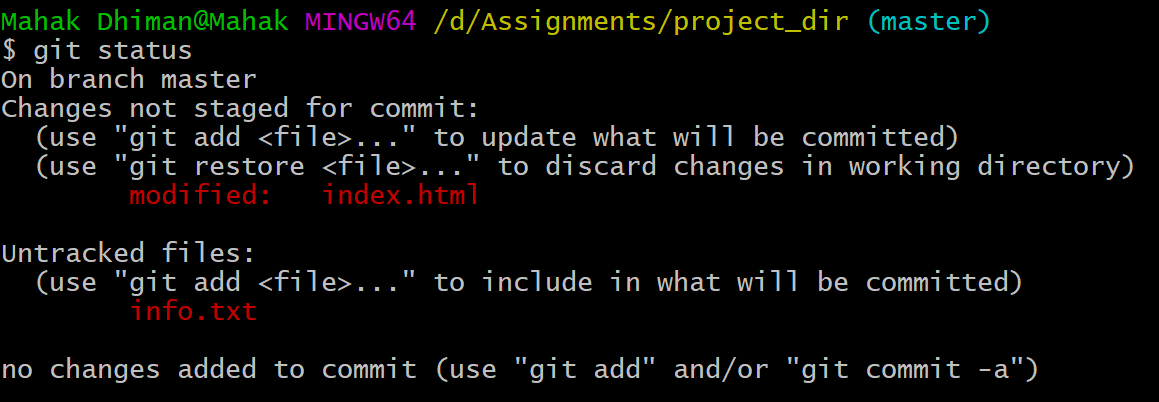 Mahak Dhiman@Mahak MINGW64 /d/Assignments/project_dir (master)
$ git status
On branch master
Changes not staged for commit:
  (use "git add <file>..." to update what will be committed)
  (use "git restore <file>..." to discard changes in working directory)
        modified:   index.html

Untracked files:
  (use "git add <file>..." to include in what will be committed)
        info.txt

no changes added to commit (use "git add" and/or "git commit -a")